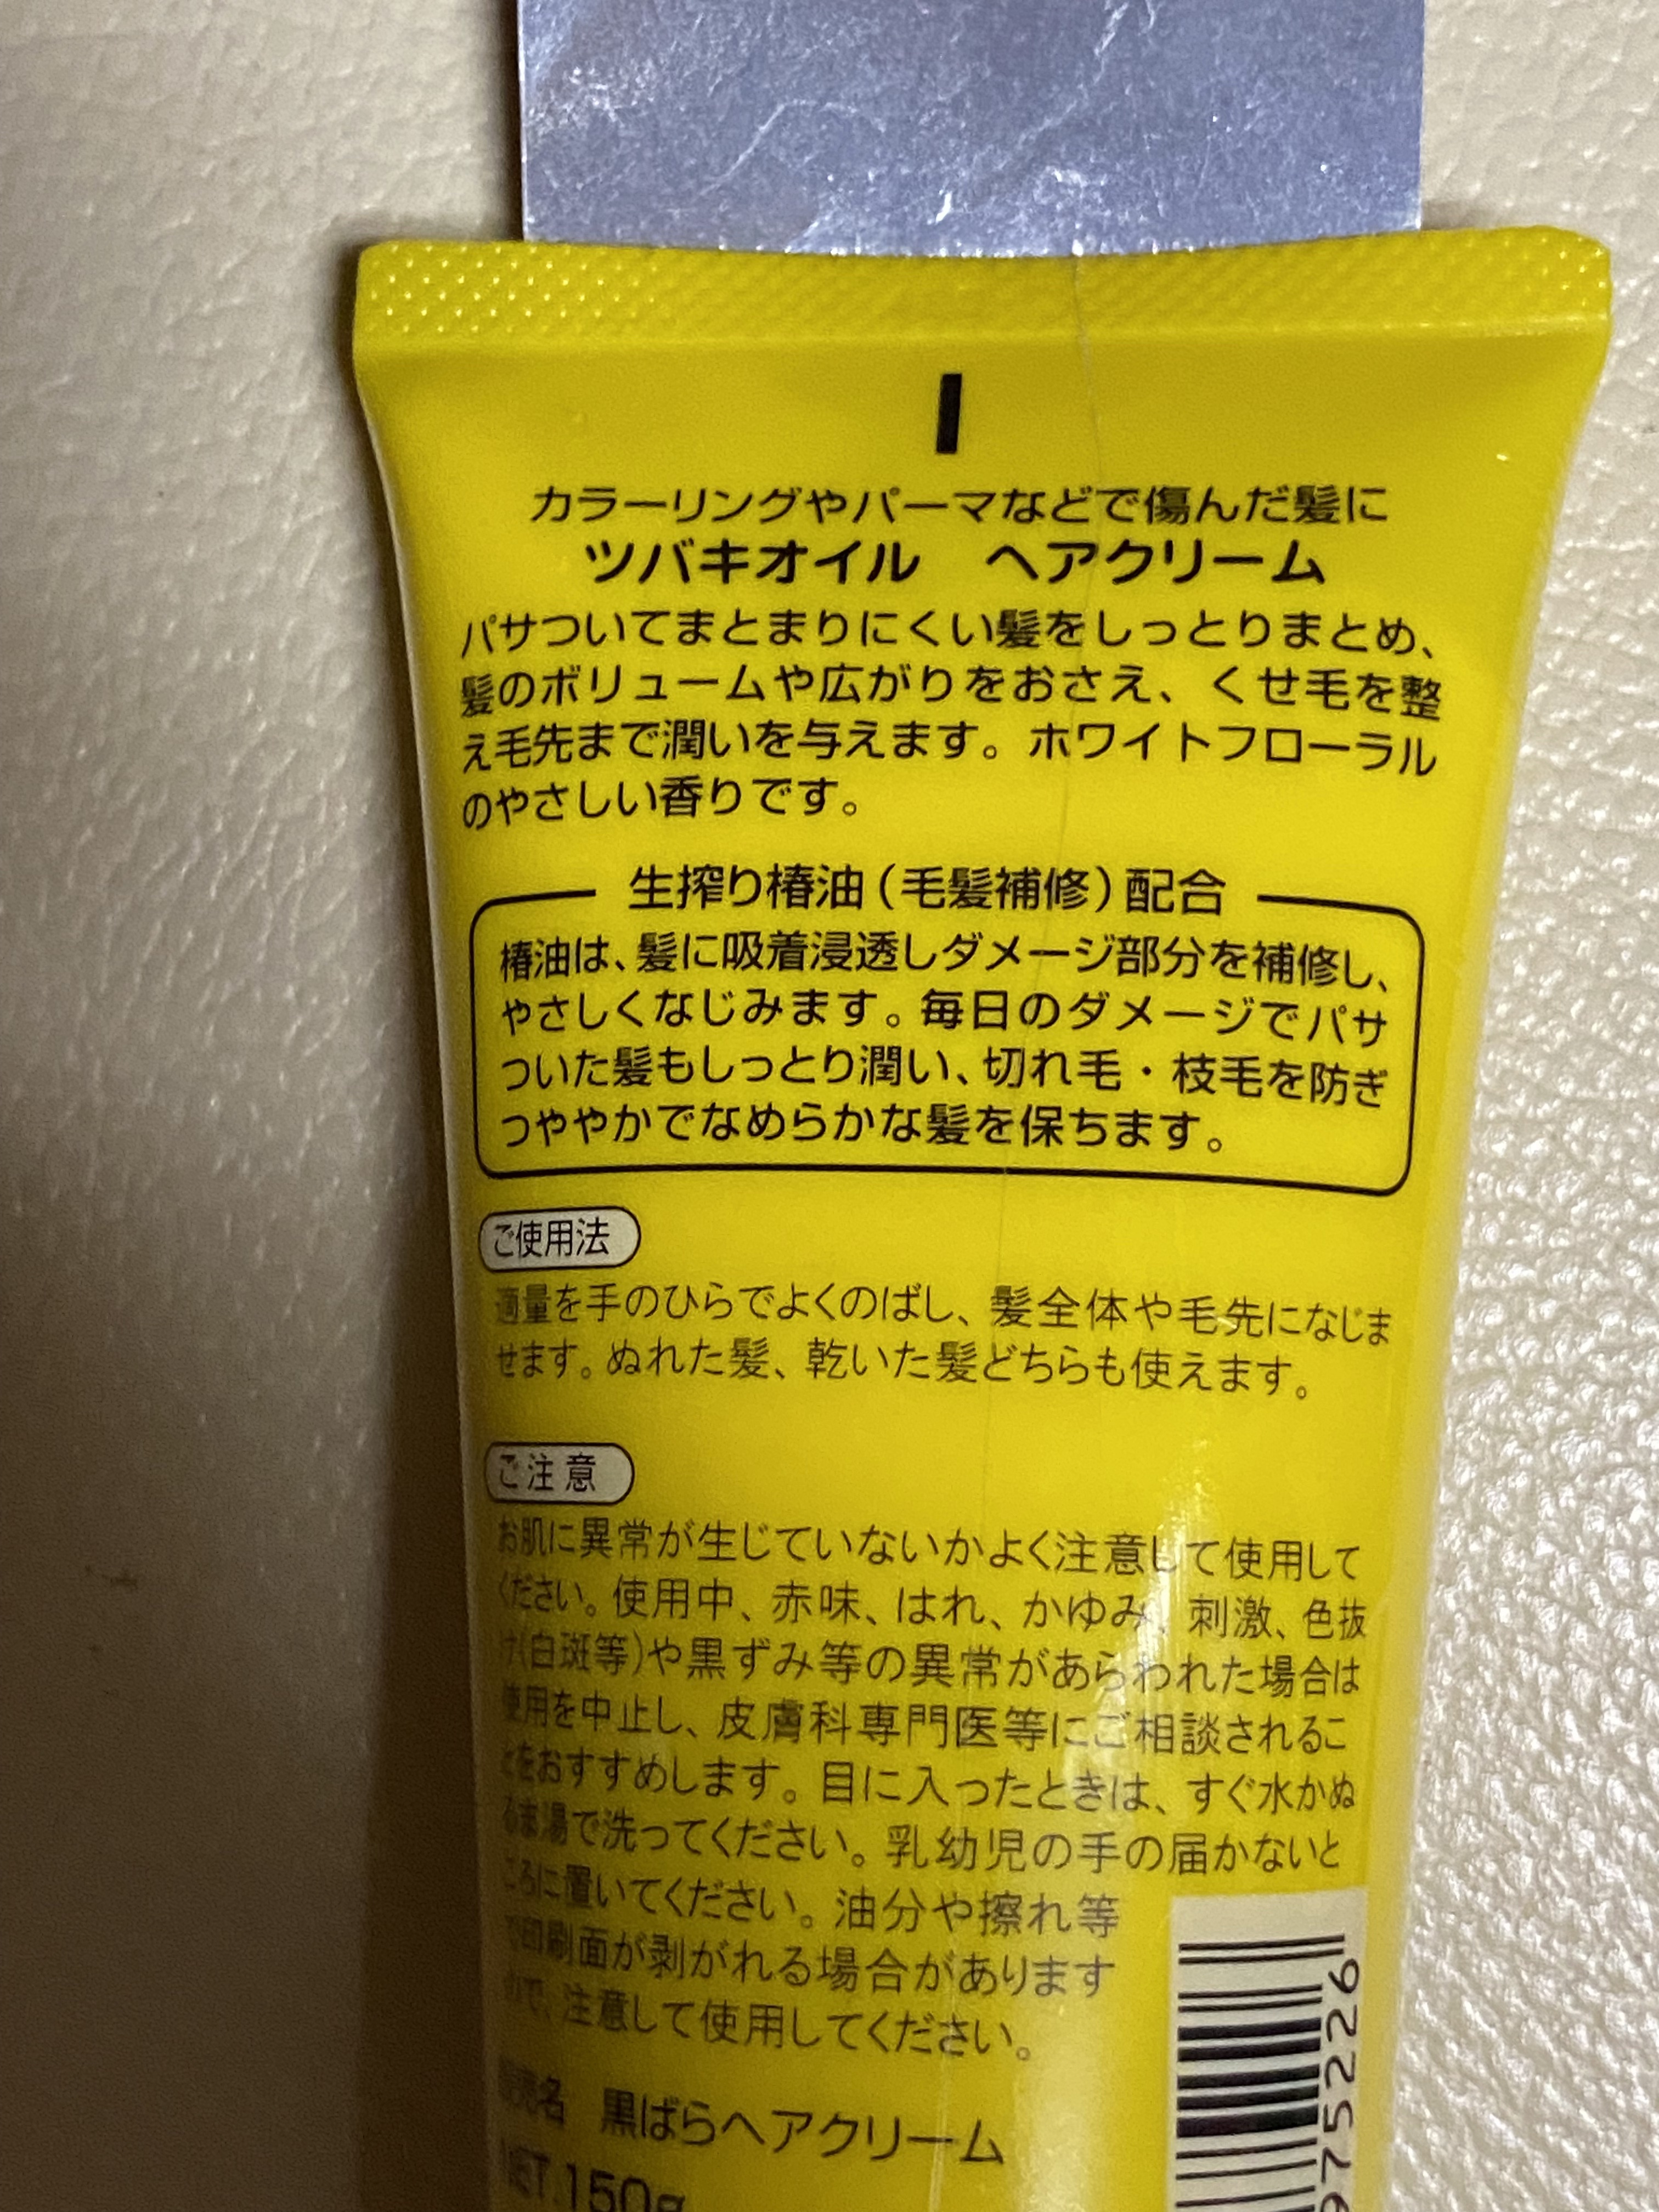 カラーリングやパーマなどで傷んだ髪に
ツバキオイル　ヘアクリーム
パサついてまとまりにくい髪をしっとりまとめ、
髪のボリュームや広がりをおさえ、くせ毛を整
え毛先まで潤いを与えます。ホワイトフローラル
のやさしい香りです。
生搾り椿油（毛髪補修）配合
椿油は、髪に吸着浸透しダメージ部分を補修し、
やさしくなじみます。毎日のダメージでパサ
ついた髪もしっとり潤い、切れ毛・枝毛を防ぎ
つややかでなめらかな髪を保ちます。
ご使用法
適量を手のひらでよくのばし、髪全体や毛先になじま
せます。ぬれた髪、乾いた髪どちらも使えます。
ご注意
お肌に異常が生じていないかよく注意して使用して
ください。使用中、赤味、はれ、かゆみ、刺激、色抜
け(白斑等)や黒ずみ等の異常があらわれた場合は
使用を中止し、皮膚科専門医等にご相談されるこ
とをおすすめします。目に入ったときは、すぐ水かぬ
るま湯で洗ってください。乳幼児の手の届かないと
ころに置いてください。油分や擦れ等
で印刷面が剥がれる場合があります
ので、注意して使用してください。
販売名　黒ばらヘアクリーム
NET.150g
975226